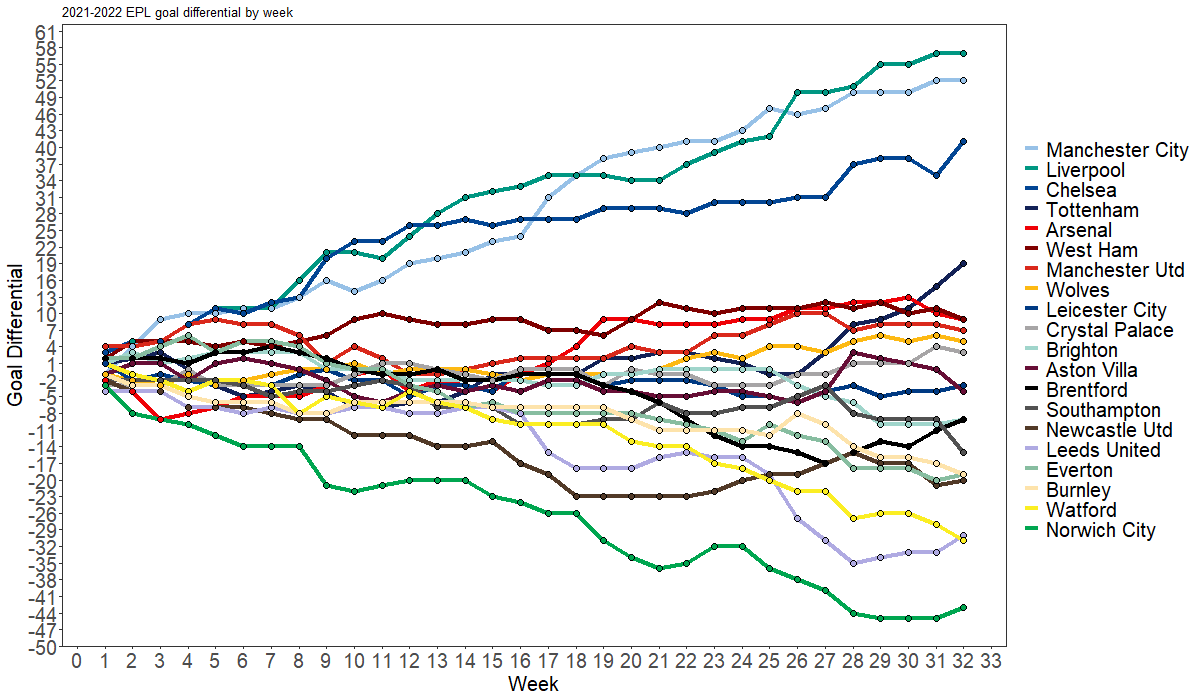 2021-2022 EPL goal differential by week
Goal Differential
61
58
55
52
49
46
43
40
37
34
31
28
25
22
19
16
13
10
7
4
1
-2
-5
-8
-11
-14
-17
-20
-23
-26
-29
-32
-35
-38
-41
-44
-47
-50
0 1 2 3 4 5 6 7 8 9 10 11 12 13 14 15 16 17 18 19 20 21 22 23 24 25 26 27 28 29 30 31 32 33
Week
Manchester City
Liverpool
Chelsea
Tottenham
Arsenal
West Ham
Manchester Utd
Wolves
Leicester City
Crystal Palace
Brighton
Aston Villa
Brentford
Southampton
Newcastle Utd
Leeds United
Everton
Burnley
Watford
Norwich City